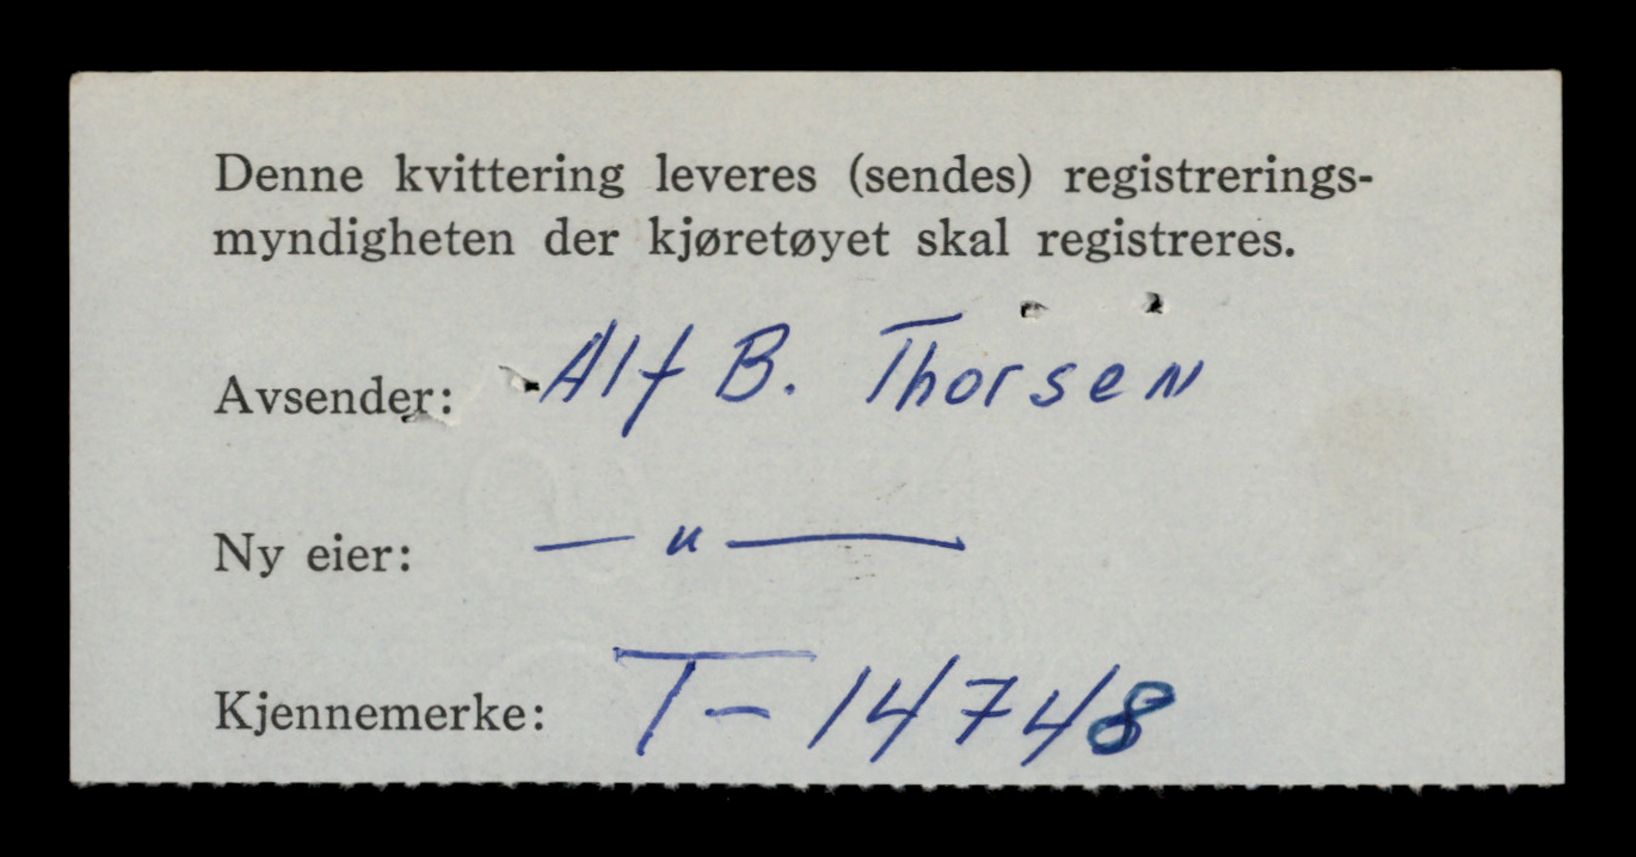 Denne kvittering leveres (sendes) registrerings-
myndigheten der kjøretøyet skal registreres.
Avsender: Alf B. Thorsen
Ny eier: — " —
Kjennemerke: T-14748